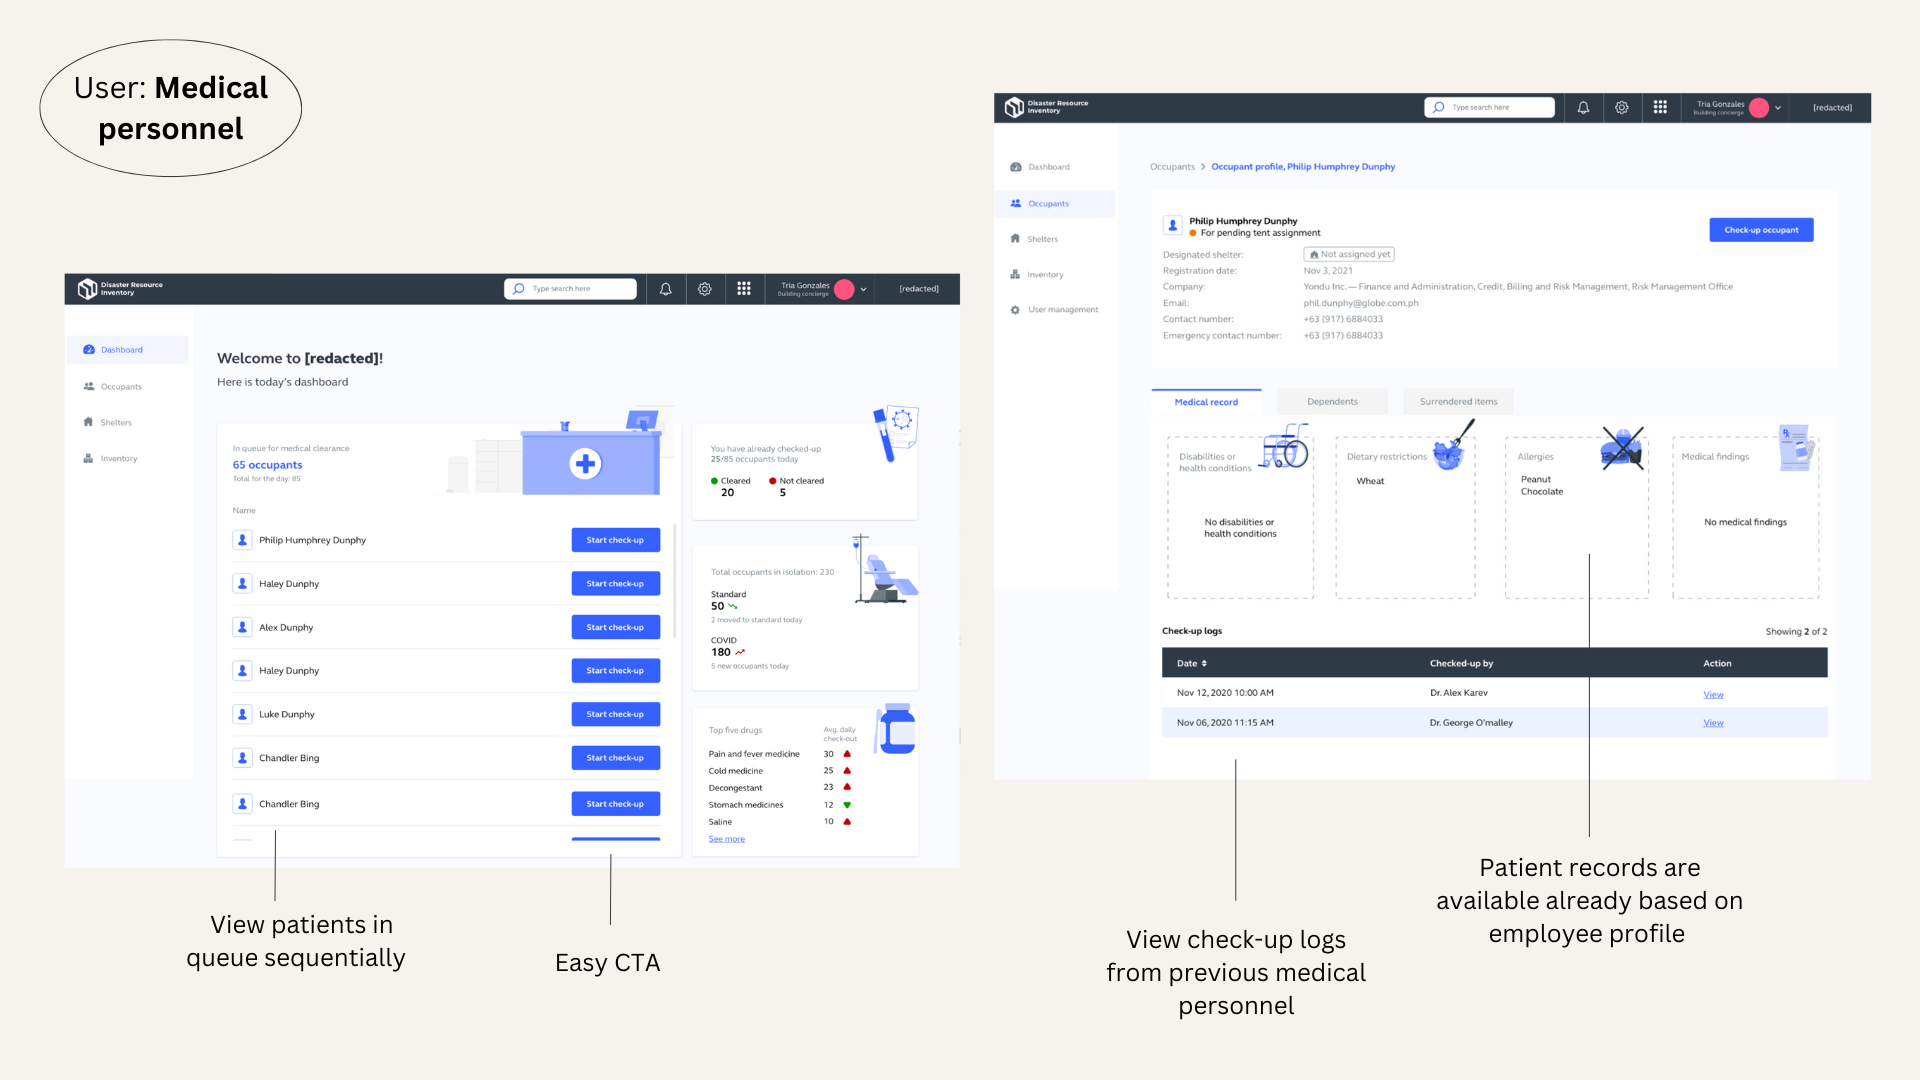 User: Medical
personnel
Disaster Resource
Inventory
Type search here
Tria Gonzales
Building concierge
[redacted]
Dashboard
Occupants
Shelters
Inventory
Welcome to [redacted]!
Here is today's dashboard
In queue for medical clearance
65 occupants
Total for the day: 85
Name
Philip Humphrey Dunphy
Start check-up
Haley Dunphy
Start check-up
Alex Dunphy
Start check-up
Haley Dunphy
Start check-up
Luke Dunphy
Start check-up
Chandler Bing
Start check-up
Chandler Bing
Start check-up
You have already checked-up
25/85 occupants today
Cleared
20
Not cleared
5
Total occupants in isolation: 230
Standard
50
2 moved to standard today
COVID
180
5 new occupants today
Top five drugs
Avg. daily
check-out
Pain and fever medicine 30
Cold medicine 25
Decongestant 23
Stomach medicines 12
Saline 10
See more
View patients in
queue sequentially
Easy CTA
Disaster Resource
Inventory
Type search here
Tria Gonzales
Building concierge
[redacted]
Dashboard
Occupants
Shelters
Inventory
User management
Occupants > Occupant profile, Philip Humphrey Dunphy
Philip Humphrey Dunphy
For pending tent assignment
Check-up occupant
Designated shelter: Not assigned yet
Registration date: Nov 3, 2021
Company: Yondu Inc.— Finance and Administration, Credit, Billing and Risk Management, Risk Management Office
Email: phil.dunphy@globe.com.ph
Contact number: +63 (917) 6884033
Emergency contact number: +63 (917) 6884033
Medical record
Dependents
Surrendered items
Disabilities or
health conditions
No disabilities or
health conditions
Dietary restrictions
Wheat
Allergies
Peanut
Chocolate
Medical findings
Rx
No medical findings
Check-up logs
Showing 2 of 2
Date Checked-up by Action
Nov 12, 2020 10:00 AM Dr. Alex Karev View
Nov 06, 2020 11:15 AM Dr. George O'malley View
View check-up logs
from previous medical
personnel
Patient records are
available already based on
employee profile